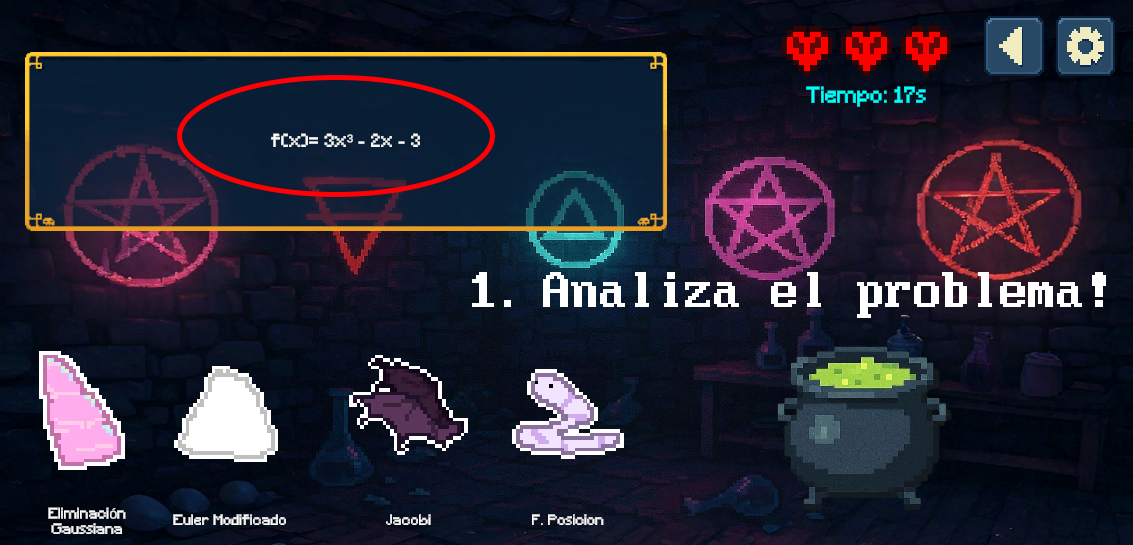 Tiempo: 17s
f(x)= 3x³ - 2x - 3
1. Analiza el problema!
Eliminación
Gaussiana
Euler Modificado
Jacobi
F. Posicion